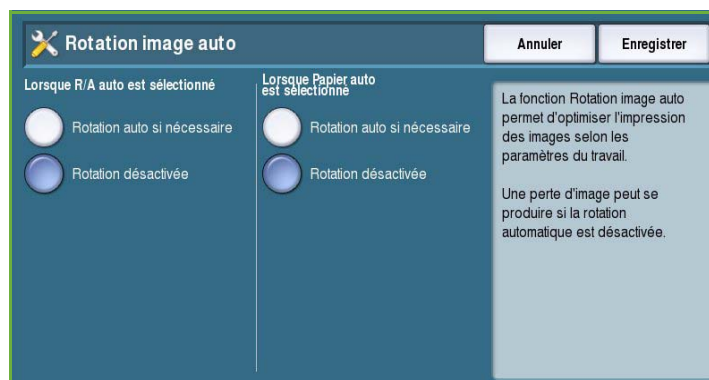 Rotation image auto
Annuler
Enregistrer
Lorsque R/A auto est sélectionné
Rotation auto si nécessaire
Rotation désactivée
Lorsque Papier auto
est sélectionné
Rotation auto si nécessaire
Rotation désactivée
La fonction Rotation image auto
permet d'optimiser l'impression
des images selon les
paramètres du travail.
Une perte d'image peut se
produire si la rotation
automatique est désactivée.